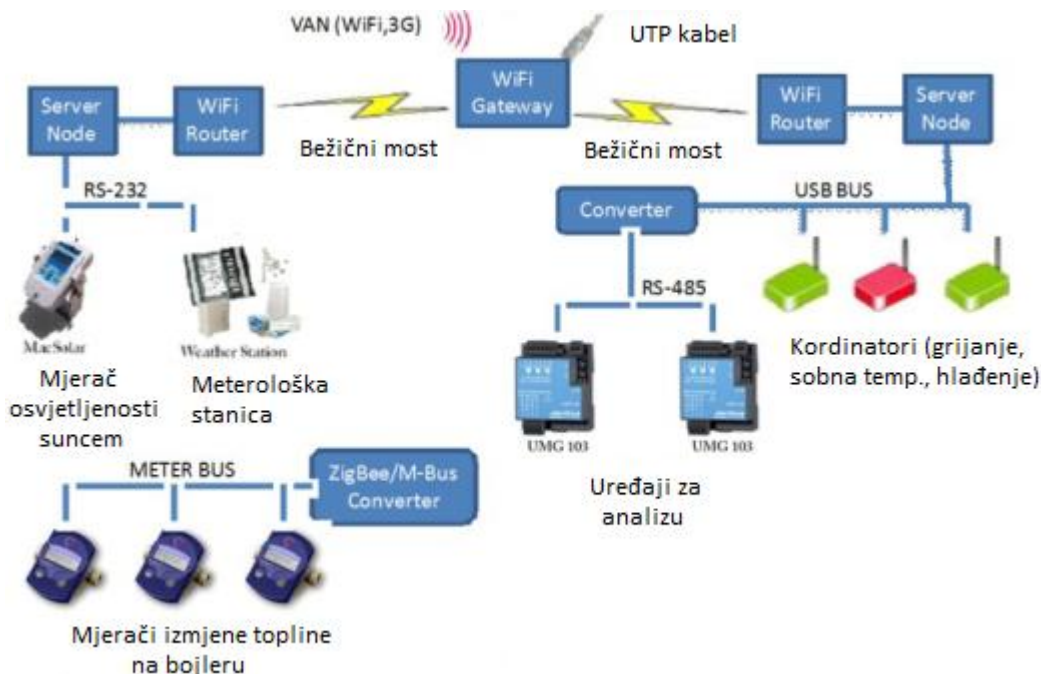 VAN (WiFi,3G)
UTP kabel
WiFi
Gateway
Server
Node
WiFi
Router
Bežični most
Bežični most
WiFi
Router
Server
Node
RS-232
Converter
USB BUS
RS-485
MacSolar
Weather Station
Mjerač
osvjetljenosti
suncem
Meterološka
stanica
UMG 103
UMG 103
Kordinatori (grijanje,
sobna temp., hlađenje)
Uređaji za
analizu
METER BUS
ZigBee/M-Bus
Converter
Mjerači izmjene topline
na bojleru